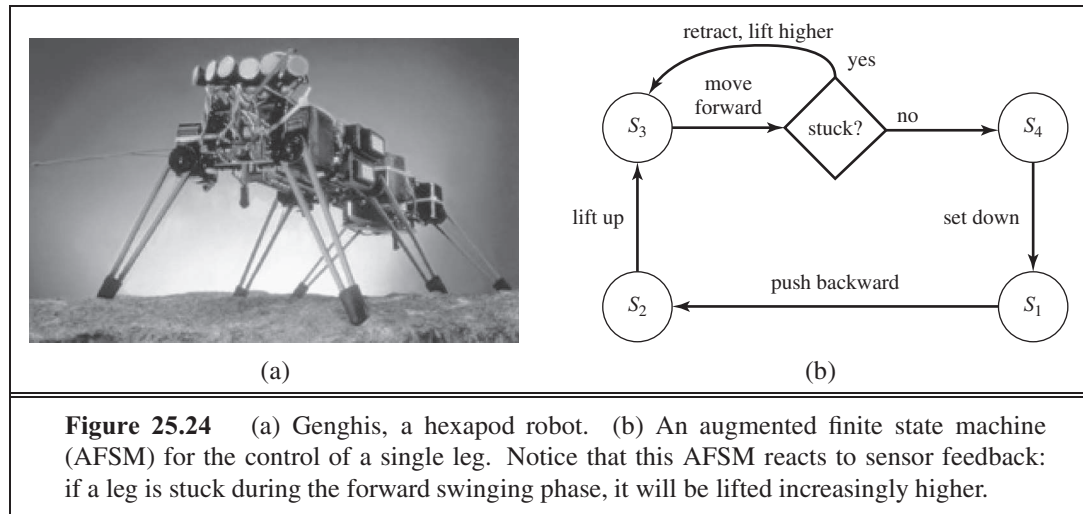 retract, lift higher
yes
move
forward
S3
stuck?
no
S4
lift up
set down
S2
push backward
S1
(a)
(b)
Figure 25.24 (a) Genghis, a hexapod robot. (b) An augmented finite state machine
(AFSM) for the control of a single leg. Notice that this AFSM reacts to sensor feedback:
if a leg is stuck during the forward swinging phase, it will be lifted increasingly higher.